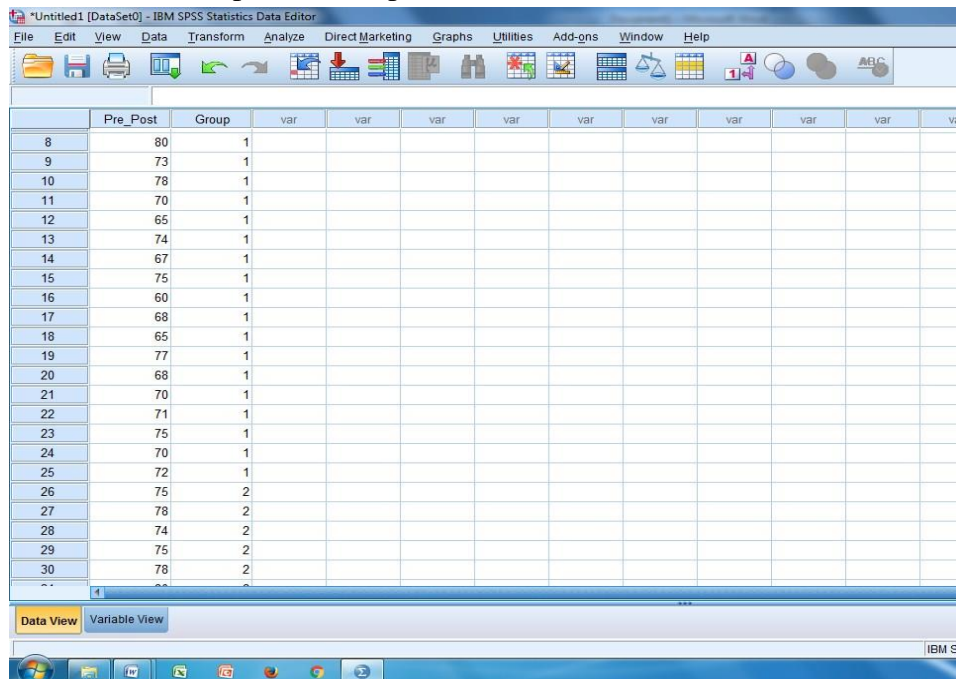 *Untitled1 [DataSet0] - IBM SPSS Statistics Data Editor
File Edit View Data Transform Analyze Direct Marketing Graphs Utilities Add-ons Window Help
Pre_Post Group var var var var var var var var var
8 80 1
9 73 1
10 78 1
11 70 1
12 65 1
13 74 1
14 67 1
15 75 1
16 60 1
17 68 1
18 65 1
19 77 1
20 68 1
21 70 1
22 71 1
23 75 1
24 70 1
25 72 1
26 75 2
27 78 2
28 74 2
29 75 2
30 78 2
Data View Variable View
IBM S